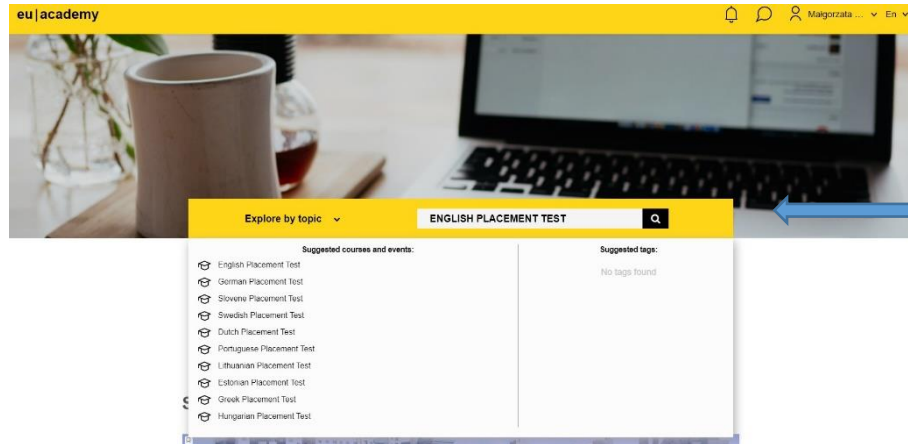 eu|academy
Małgorzata ...
En
Explore by topic
ENGLISH PLACEMENT TEST
Suggested courses and events:
Suggested tags:
English Placement Test
No tags found
German Placement Test
Slovene Placement Test
Swedish Placement Test
Dutch Placement Test
Portuguese Placement Test
Lithuanian Placement Test
Estonian Placement Test
Greek Placement Test
Hungarian Placement Test